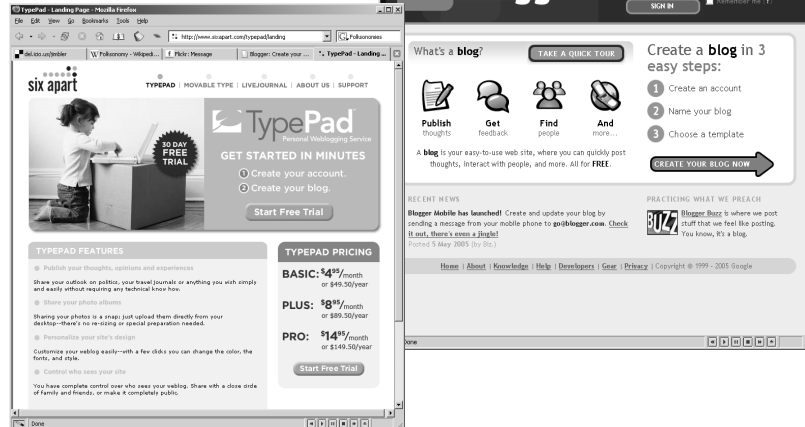 TypePad - Landing Page - Mozilla Firefox
File Edit View Go Bookmarks Tools Help
http://www.sixapart.com/typepad/landing
Folksonomies
del.icio.us/jimbler
Folksonomy - Wikipedi...
Flickr: Message
Blogger: Create your ...
TypePad - Landing ...
six apart
TYPEPAD | MOVABLE TYPE | LIVEJOURNAL | ABOUT US | SUPPORT
30 DAY
FREE
TRIAL
TypePad
Personal Weblogging Service
GET STARTED IN MINUTES
1 Create your account.
2 Create your blog.
Start Free Trial
TYPEPAD FEATURES
Publish your thoughts, opinions and experiences
Share your outlook on politics, your travel journals or anything you wish simply
and easily without requiring any technical know how.
Share your photo albums
Sharing your photos is a snap; just upload them directly from your
desktop--there's no re-sizing or special preparation needed.
Personalize your site's design
Customize your weblog easily--with a few clicks you can change the color, the
fonts, and style.
Control who sees your site
You have complete control over who sees your weblog. Share with a close circle
of family and friends, or make it completely public.
TYPEPAD PRICING
BASIC: $4.95/month
or $49.50/year
PLUS: $8.95/month
or $89.50/year
PRO: $14.95/month
or $149.50/year
Start Free Trial
Done
SIGN IN
Remember me (?)
What's a blog?
TAKE A QUICK TOUR
Publish
thoughts
Get
feedback
Find
people
And
more...
A blog is your easy-to-use web site, where you can quickly post
thoughts, interact with people, and more. All for FREE.
Create a blog in 3
easy steps:
1 Create an account
2 Name your blog
3 Choose a template
CREATE YOUR BLOG NOW
RECENT NEWS
Blogger Mobile has launched! Create and update your blog by
sending a message from your mobile phone to go@blogger.com. Check
it out, there's even a jingle!
Posted 5 May 2005 (by Biz.)
PRACTICING WHAT WE PREACH
BUZZ
Blogger Buzz is where we post
stuff that we feel like posting.
You know, it's a blog.
Home | About | Knowledge | Help | Developers | Gear | Privacy | Copyright © 1999 - 2005 Google
Done